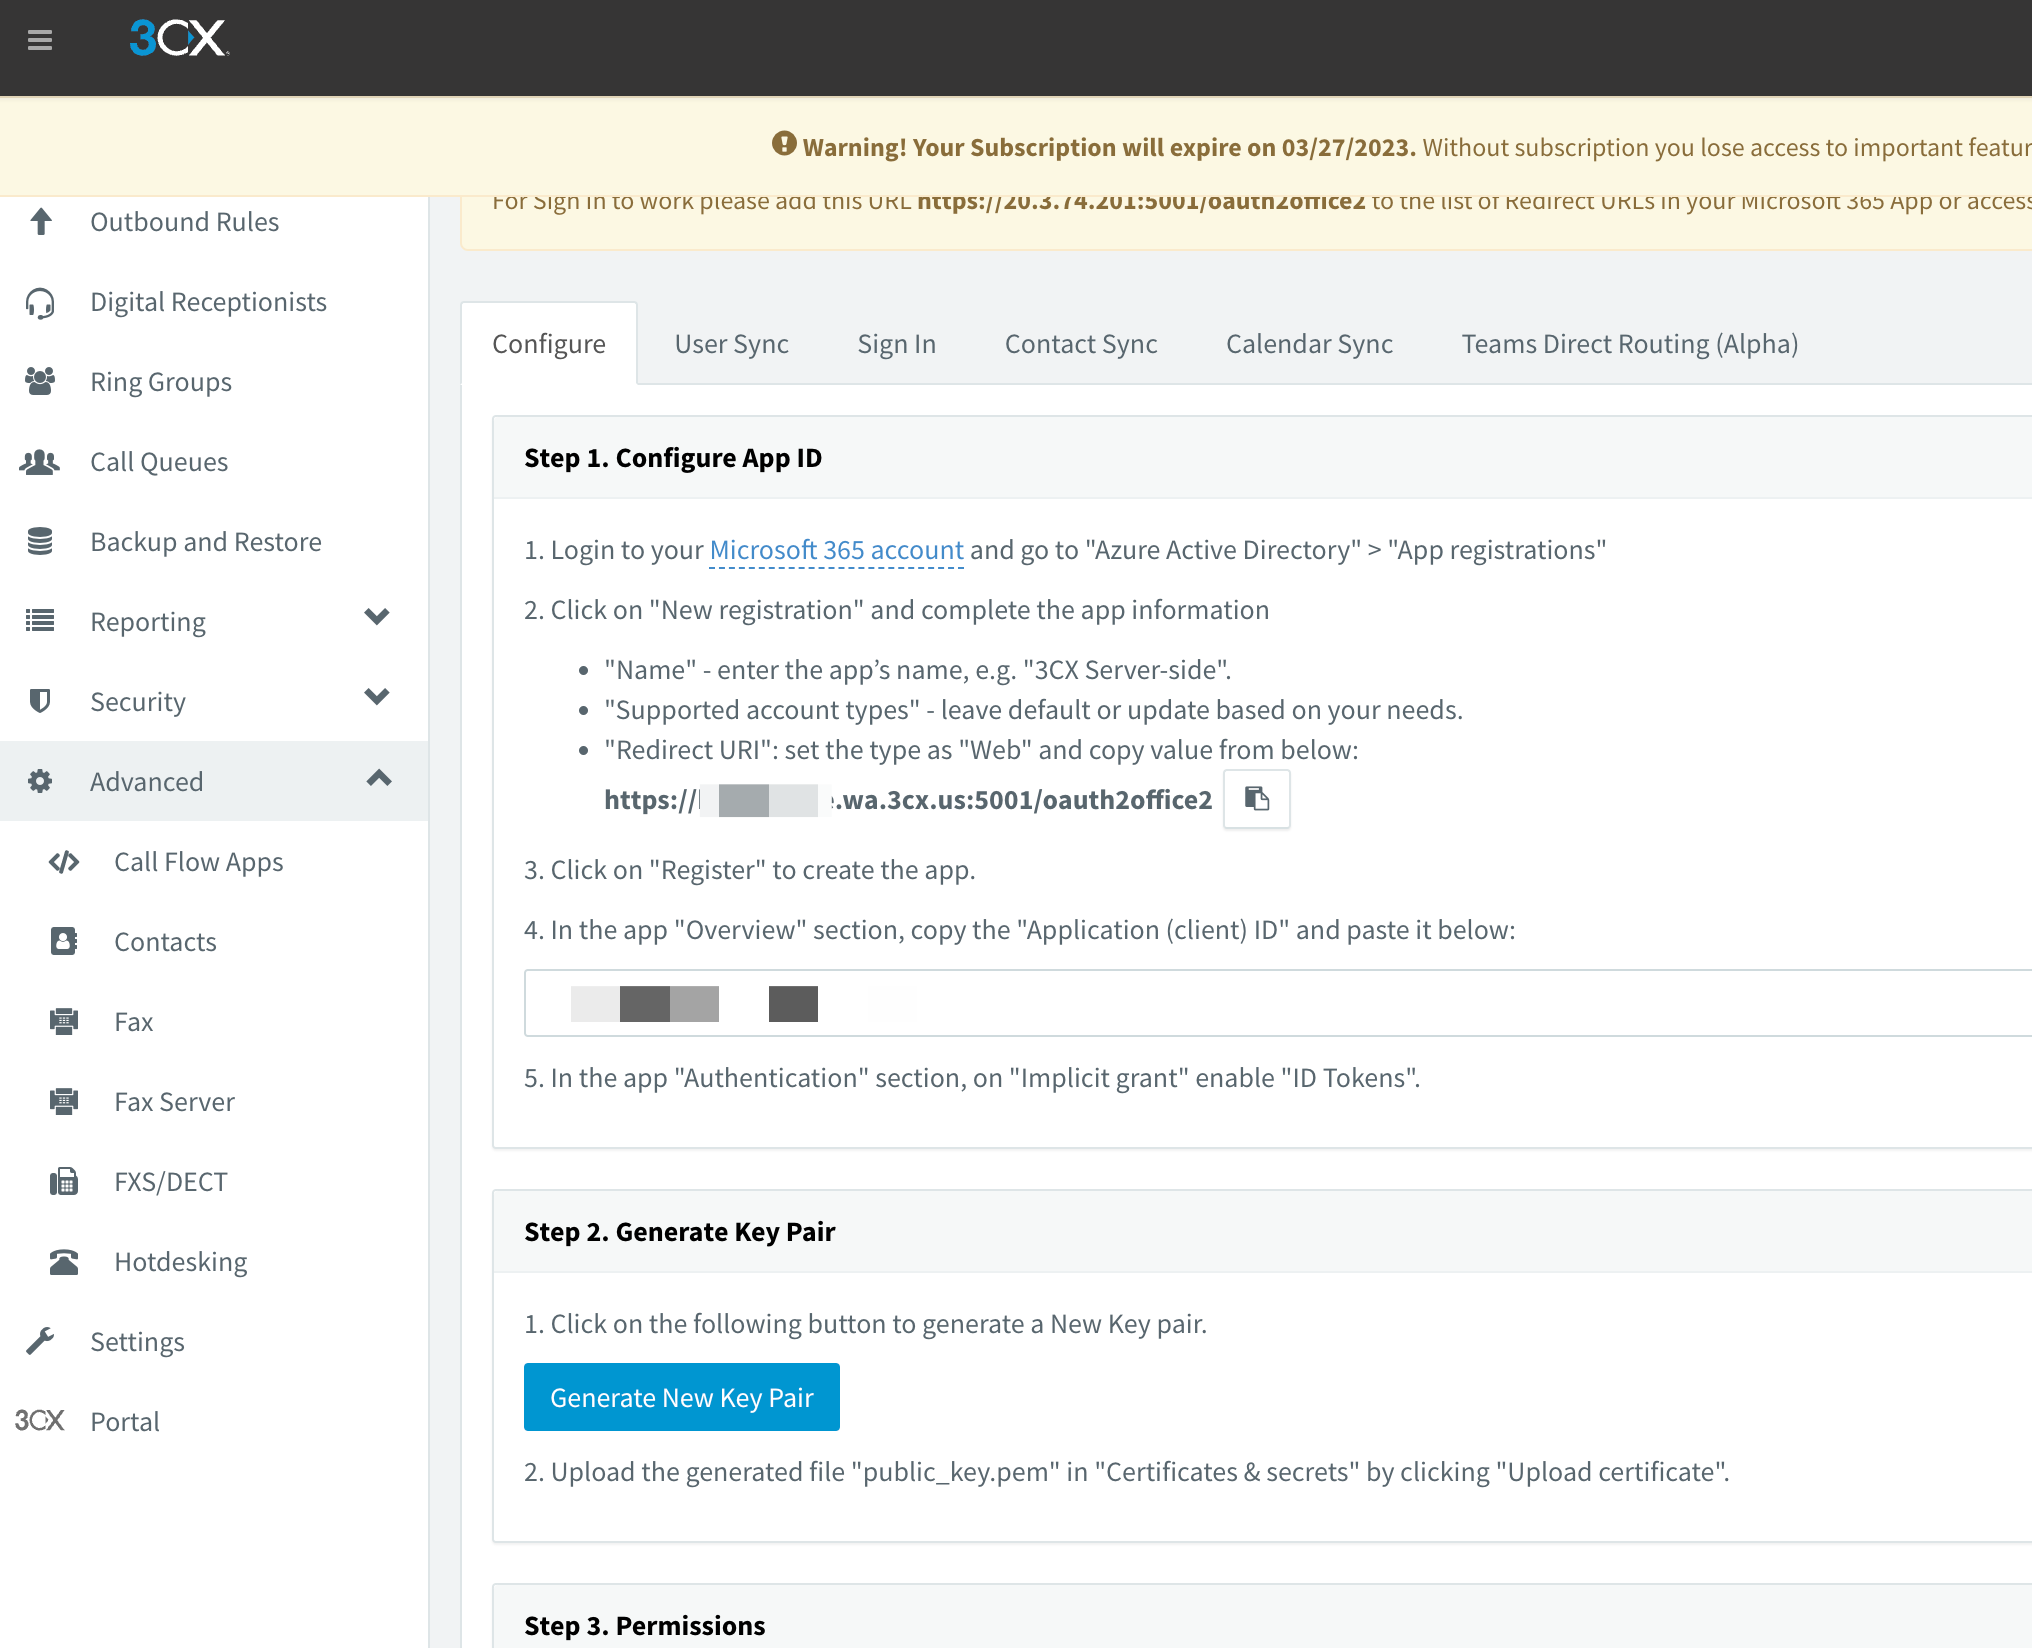 3CX
Warning! Your Subscription will expire on 03/27/2023. Without subscription you lose access to important featur
For Sign in to work please add this URL https://20.3.74.201:5001/oauth2office2 to the list of Redirect URLs in your Microsoft 365 App or access
Outbound Rules
Digital Receptionists
Ring Groups
Call Queues
Backup and Restore
Reporting
Security
Advanced
Call Flow Apps
Contacts
Fax
Fax Server
FXS/DECT
Hotdesking
Settings
3CX Portal
Configure User Sync Sign In Contact Sync Calendar Sync Teams Direct Routing (Alpha)
Step 1. Configure App ID
1. Login to your Microsoft 365 account and go to "Azure Active Directory" > "App registrations"
2. Click on "New registration" and complete the app information
• "Name" - enter the app’s name, e.g. "3CX Server-side".
• "Supported account types" - leave default or update based on your needs.
• "Redirect URI": set the type as "Web" and copy value from below:
https:// .wa.3cx.us:5001/oauth2office2
3. Click on "Register" to create the app.
4. In the app "Overview" section, copy the "Application (client) ID" and paste it below:
5. In the app "Authentication" section, on "Implicit grant" enable "ID Tokens".
Step 2. Generate Key Pair
1. Click on the following button to generate a New Key pair.
Generate New Key Pair
2. Upload the generated file "public_key.pem" in "Certificates & secrets" by clicking "Upload certificate".
Step 3. Permissions